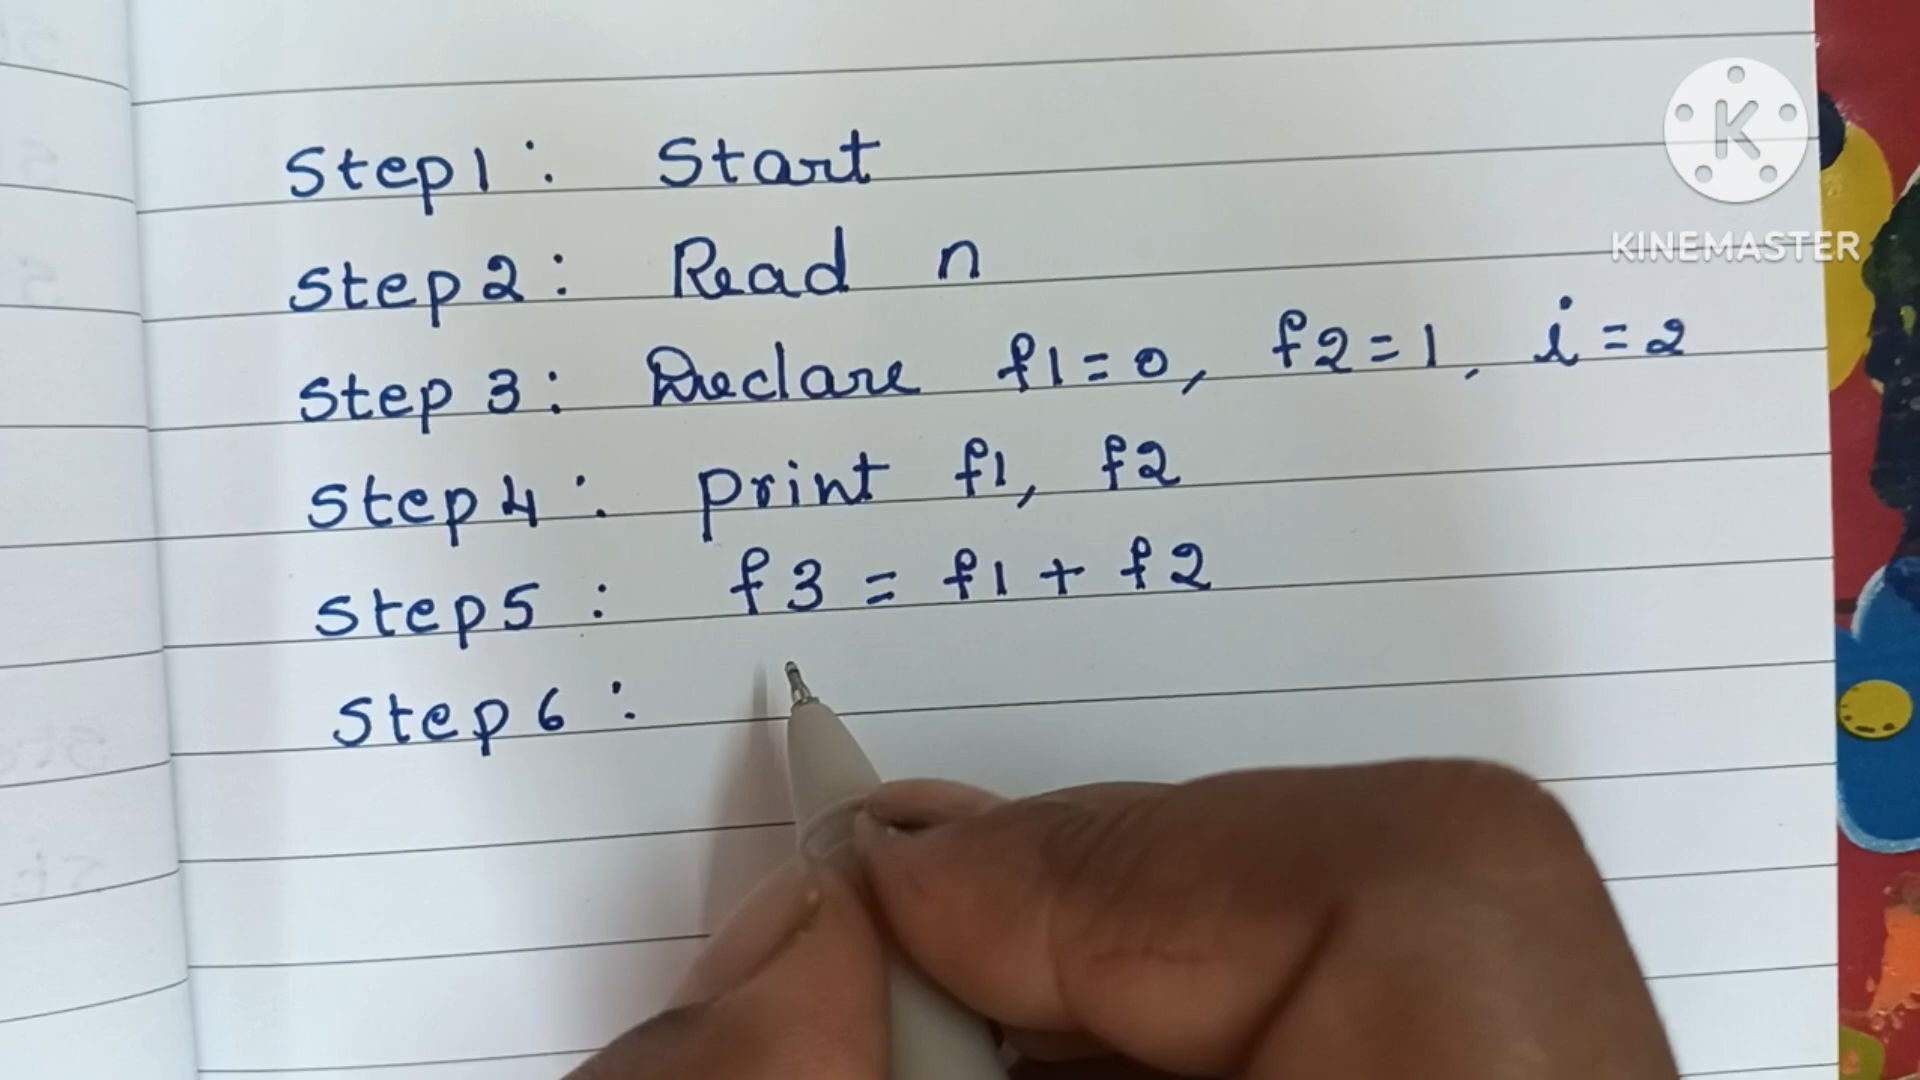 Step1: Start
Step2: Read n
Step 3: Declare f1=0, f2=1, i=2
Step4: print f1, f2
Step5: f3 = f1 + f2
Step6:
K
KINEMASTER